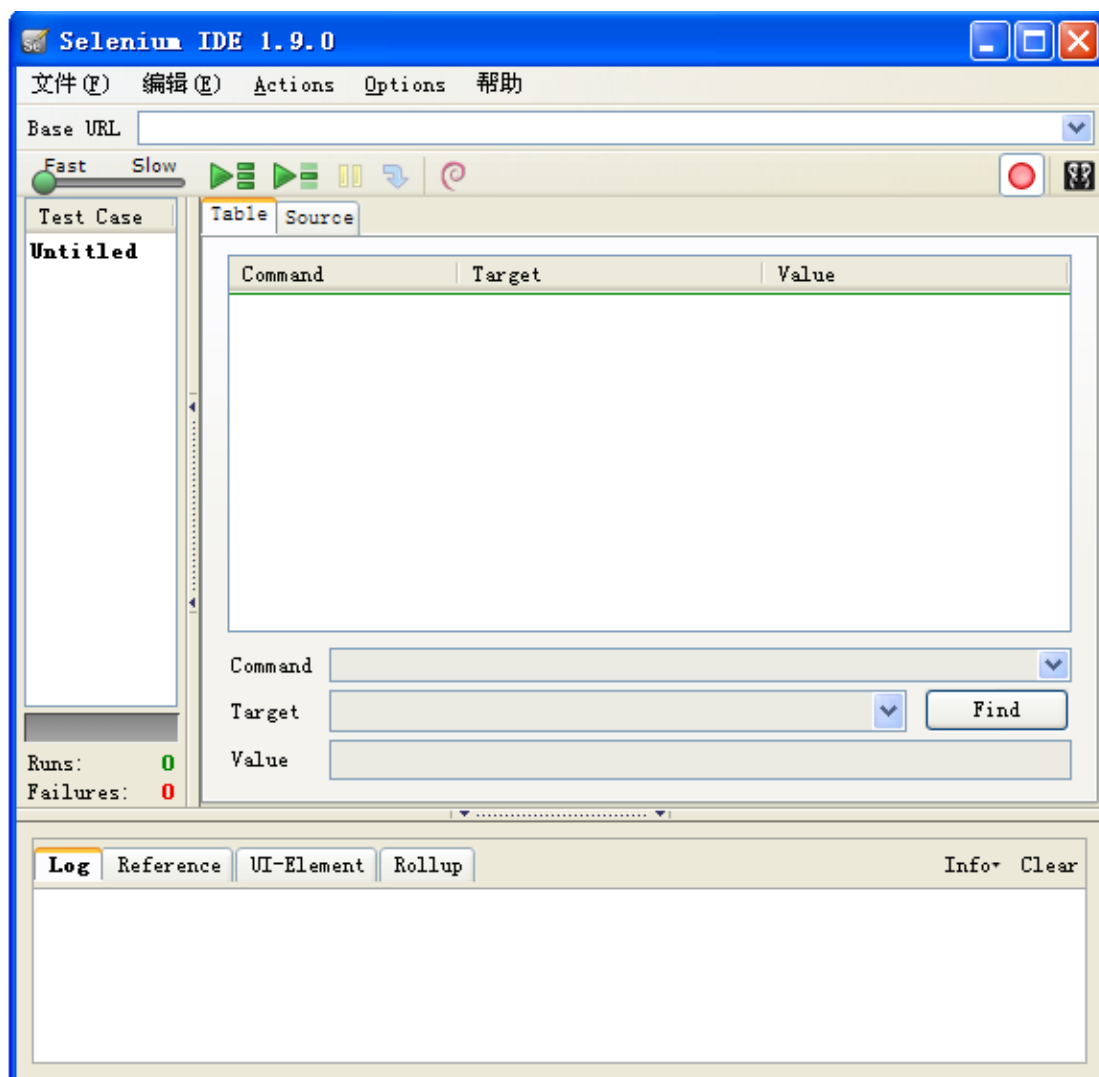 Selenium IDE 1.9.0
文件(F) 编辑(E) Actions Options 帮助
Base URL
Fast Slow
Test Case
Untitled
Table Source
Command Target Value
Command
Target Find
Value
Runs: 0
Failures: 0
Log Reference UI-Element Rollup Info Clear